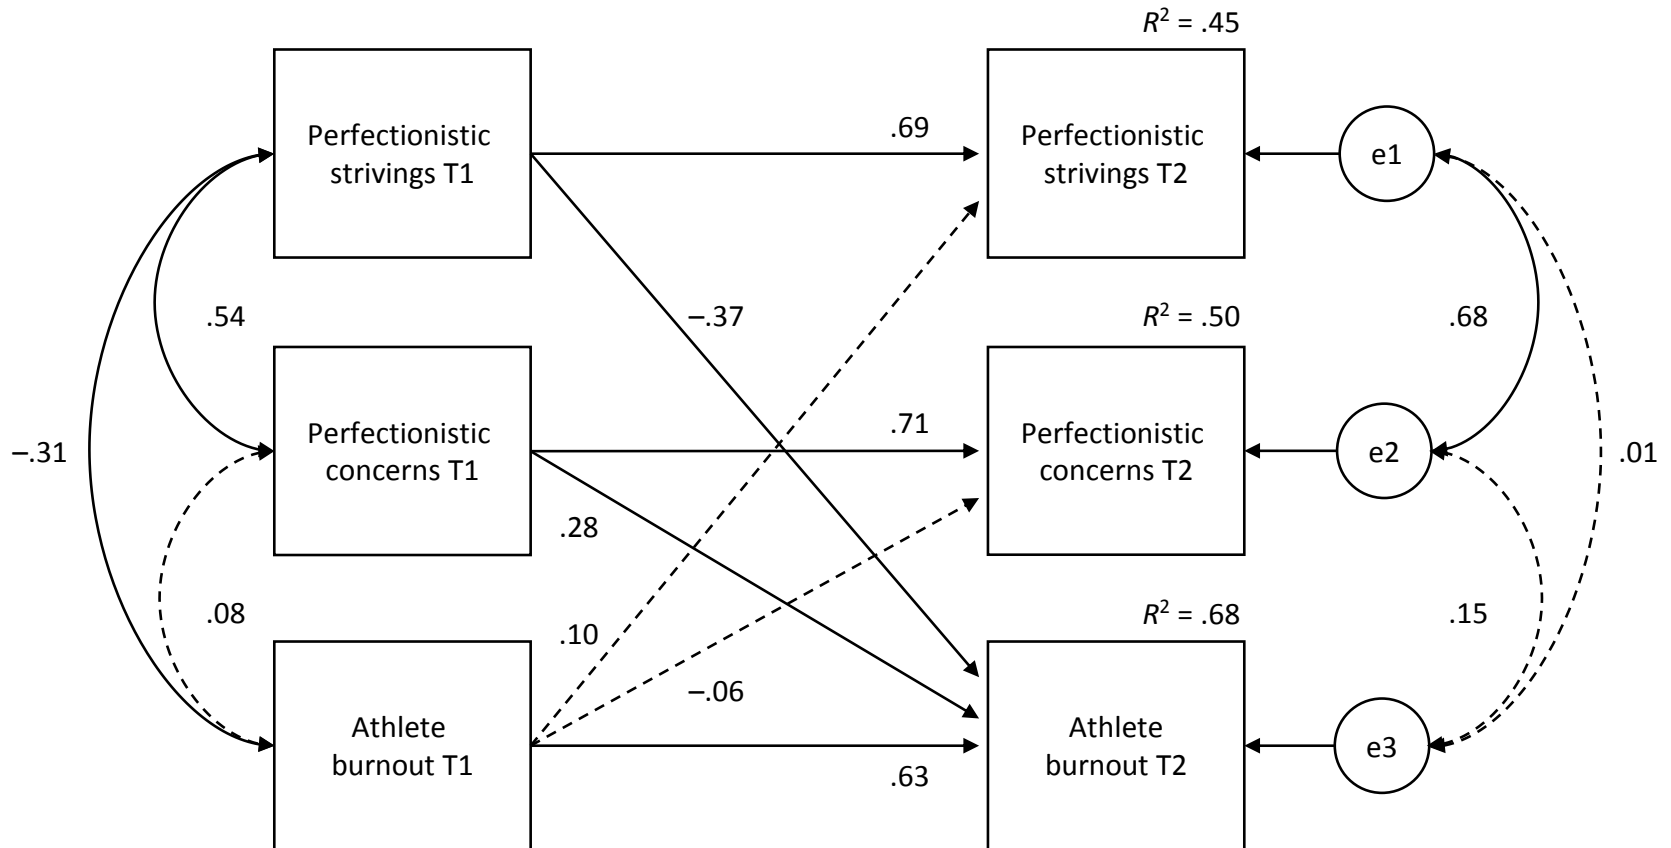 R² = .45
Perfectionistic
strivings T1
.69
Perfectionistic
strivings T2
e1
.54
–.37
R² = .50
.68
–.31
Perfectionistic
concerns T1
.71
Perfectionistic
concerns T2
e2
.01
.28
.08
.10
R² = .68
.15
–.06
Athlete
burnout T1
.63
Athlete
burnout T2
e3